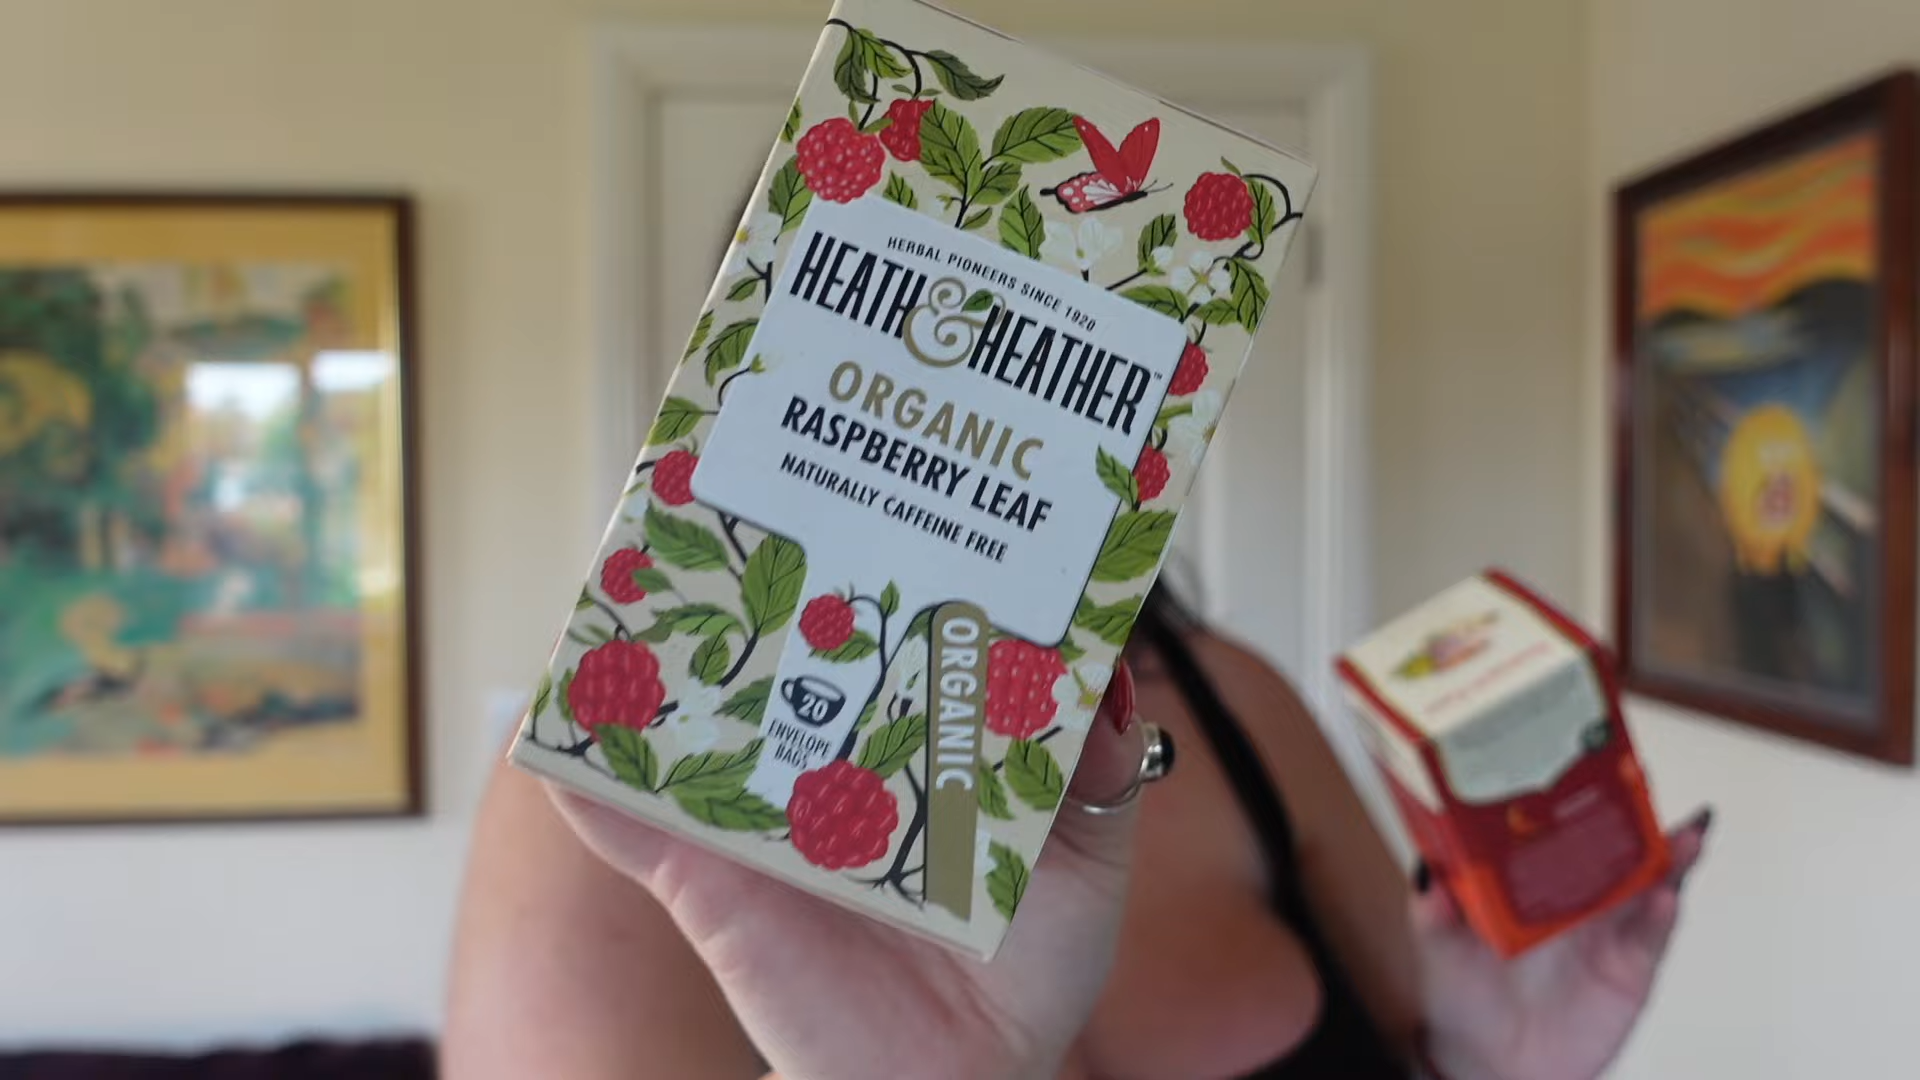 HERBAL PIONEERS SINCE 1920
HEATH & HEATHER™
ORGANIC
RASPBERRY LEAF
NATURALLY CAFFEINE FREE
20
ENVELOPE
BAGS
ORGANIC